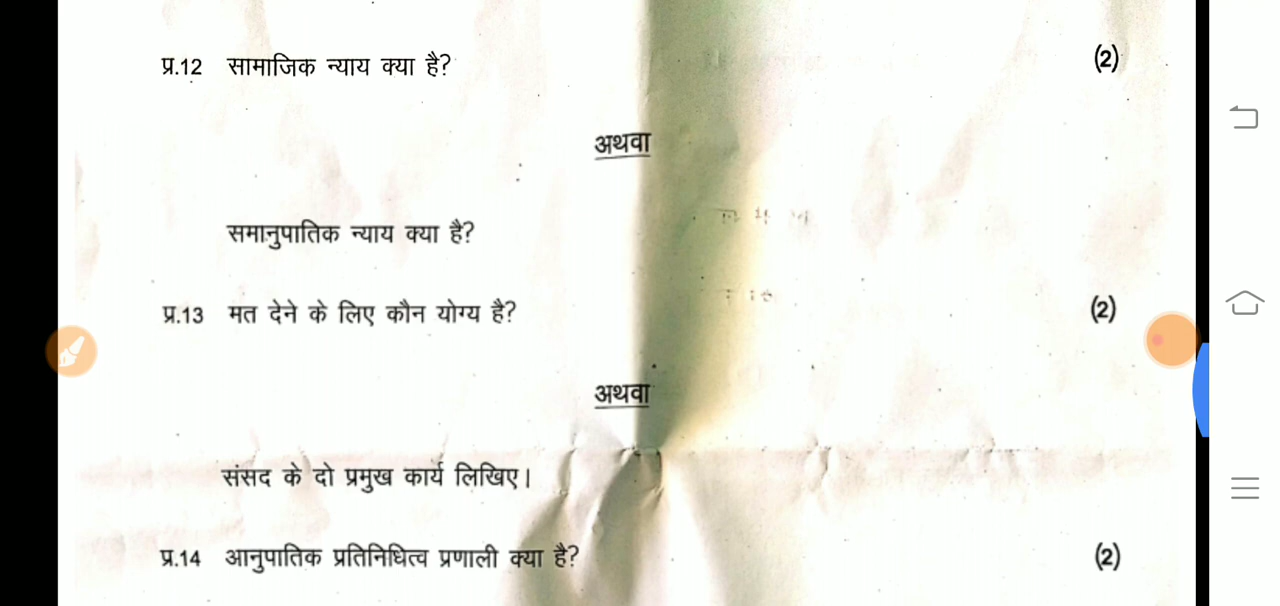 प्र.12 सामाजिक न्याय क्या है? (2)
अथवा
समानुपातिक न्याय क्या है?
प्र.13 मत देने के लिए कौन योग्य है? (2)
अथवा
संसद के दो प्रमुख कार्य लिखिए।
प्र.14 आनुपातिक प्रतिनिधित्व प्रणाली क्या है? (2)